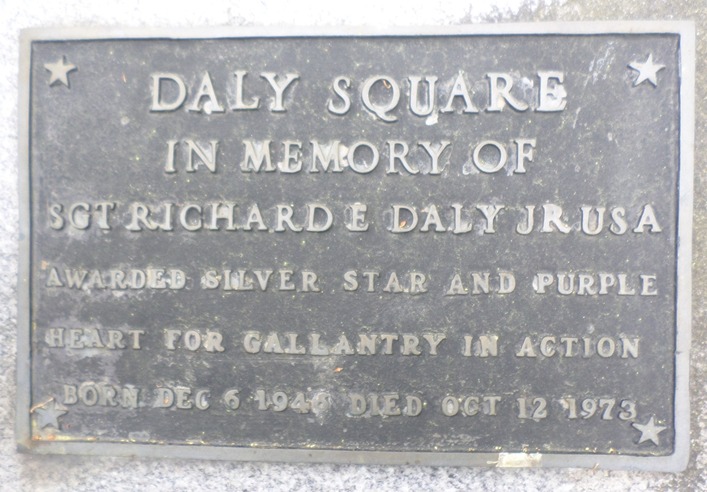 DALY SQUARE
IN MEMORY OF
SGT RICHARD E DALY JR USA
AWARDED SILVER STAR AND PURPLE
HEART FOR GALLANTRY IN ACTION
BORN DEC 6 1946 DIED OCT 12 1973